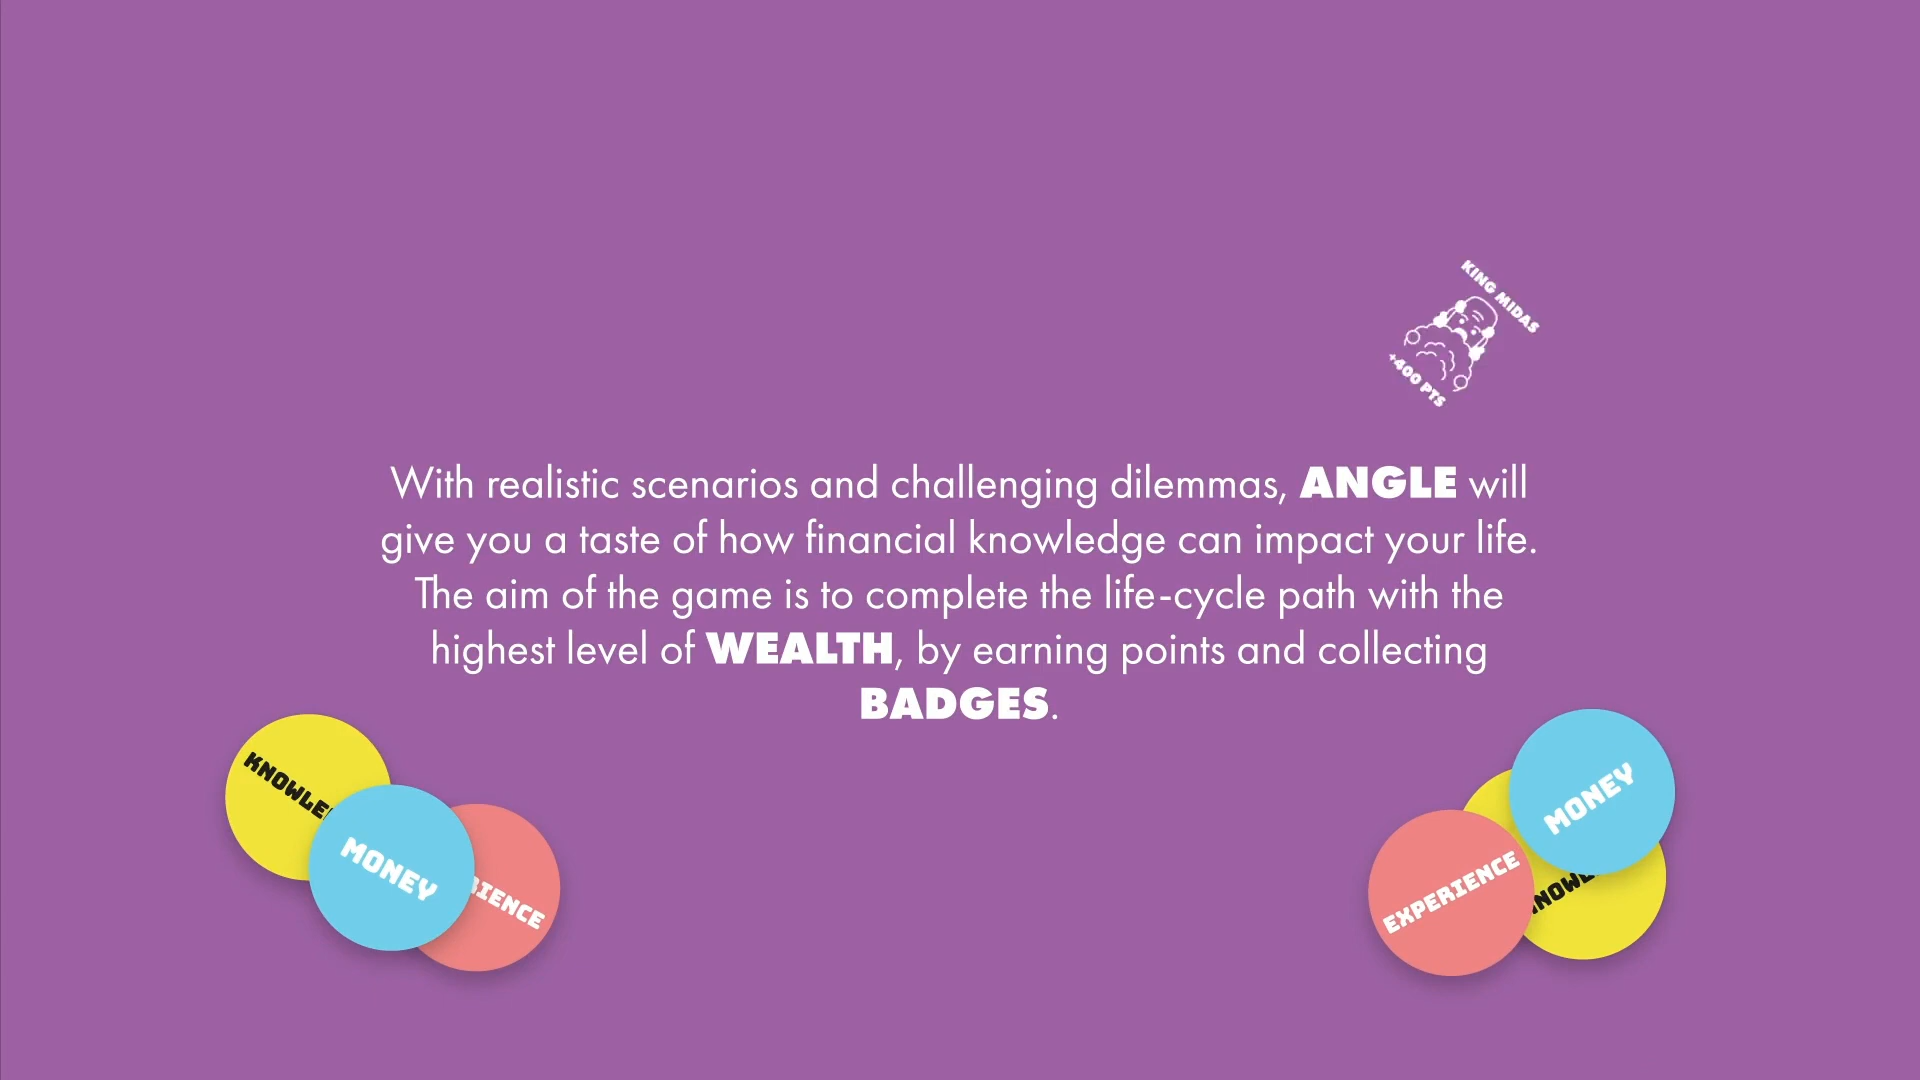 KING MIDAS
+400 PTS
With realistic scenarios and challenging dilemmas, ANGLE will
give you a taste of how financial knowledge can impact your life.
The aim of the game is to complete the life-cycle path with the
highest level of WEALTH, by earning points and collecting
BADGES.
MONEY
MONEY
EXPERIENCE